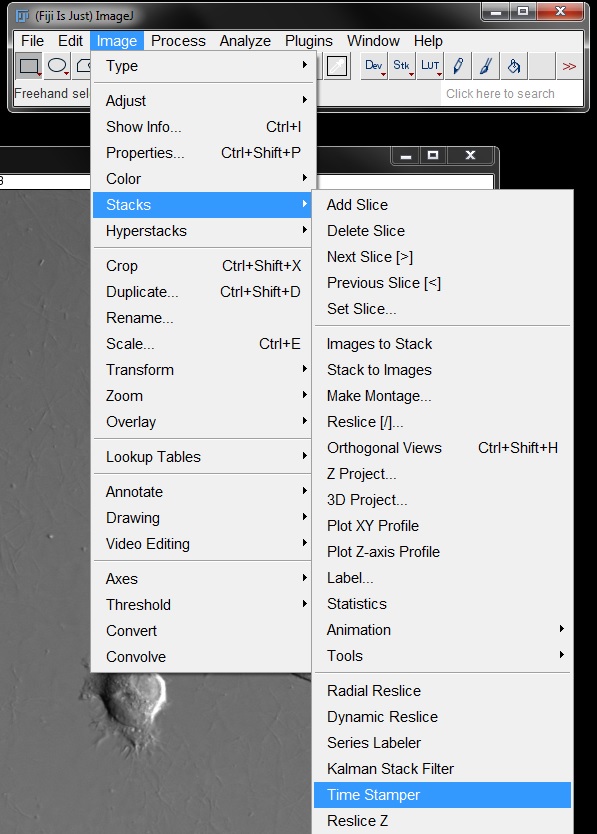 (Fiji Is Just) ImageJ
File Edit Image Process Analyze Plugins Window Help
Dev Stk LUT >>
Freehand sel
Click here to search
Type
Adjust
Show Info... Ctrl+I
Properties... Ctrl+Shift+P
Color
Stacks
Hyperstacks
Crop Ctrl+Shift+X
Duplicate... Ctrl+Shift+D
Rename...
Scale... Ctrl+E
Transform
Zoom
Overlay
Lookup Tables
Annotate
Drawing
Video Editing
Axes
Threshold
Convert
Convolve
Add Slice
Delete Slice
Next Slice [>]
Previous Slice [<]
Set Slice...
Images to Stack
Stack to Images
Make Montage...
Reslice [/]...
Orthogonal Views Ctrl+Shift+H
Z Project...
3D Project...
Plot XY Profile
Plot Z-axis Profile
Label...
Statistics
Animation
Tools
Radial Reslice
Dynamic Reslice
Series Labeler
Kalman Stack Filter
Time Stamper
Reslice Z